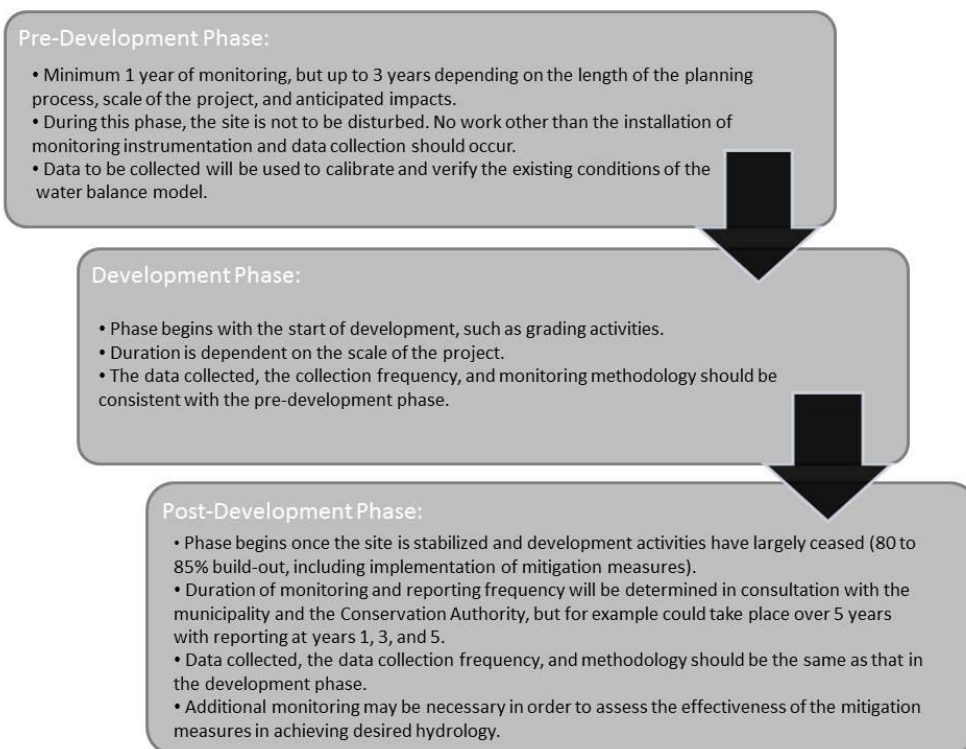 Pre-Development Phase:
• Minimum 1 year of monitoring, but up to 3 years depending on the length of the planning
process, scale of the project, and anticipated impacts.
• During this phase, the site is not to be disturbed. No work other than the installation of
monitoring instrumentation and data collection should occur.
• Data to be collected will be used to calibrate and verify the existing conditions of the
water balance model.
Development Phase:
• Phase begins with the start of development, such as grading activities.
• Duration is dependent on the scale of the project.
• The data collected, the collection frequency, and monitoring methodology should be
consistent with the pre-development phase.
Post-Development Phase:
• Phase begins once the site is stabilized and development activities have largely ceased (80 to
85% build-out, including implementation of mitigation measures).
• Duration of monitoring and reporting frequency will be determined in consultation with the
municipality and the Conservation Authority, but for example could take place over 5 years
with reporting at years 1, 3, and 5.
• Data collected, the data collection frequency, and methodology should be the same as that in
the development phase.
• Additional monitoring may be necessary in order to assess the effectiveness of the mitigation
measures in achieving desired hydrology.